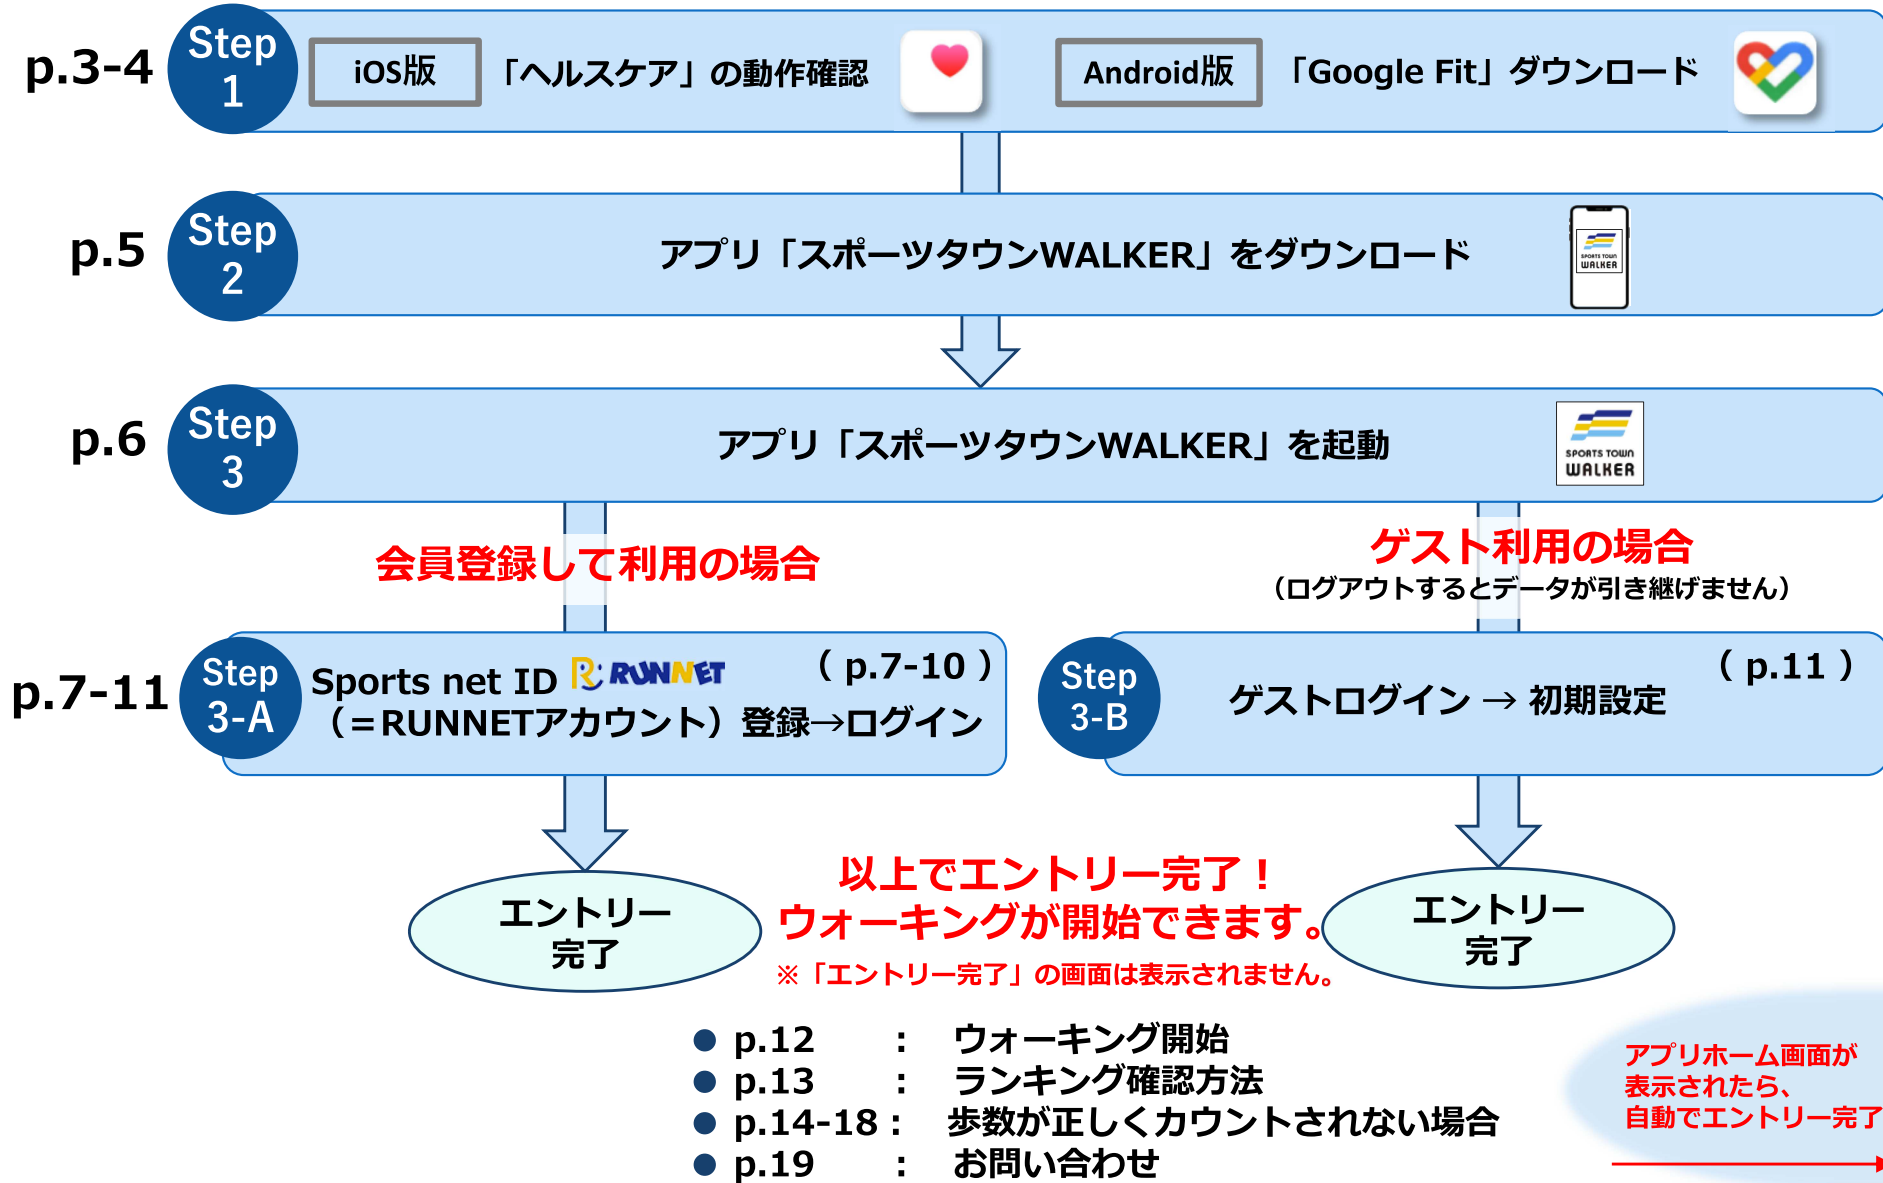 p.3-4
Step
1
iOS版
「ヘルスケア」の動作確認
Android版
「Google Fit」ダウンロード
p.5
Step
2
アプリ「スポーツタウンWALKER」をダウンロード
SPORTS TOWN
WALKER
p.6
Step
3
アプリ「スポーツタウンWALKER」を起動
SPORTS TOWN
WALKER
会員登録して利用の場合
ゲスト利用の場合
（ログアウトするとデータが引き継げません）
p.7-11
Step
3-A
Sports net ID R RUNNET （ p.7-10 ）
（＝RUNNETアカウント）登録→ログイン
Step
3-B
（ p.11 ）
ゲストログイン → 初期設定
エントリー
完了
以上でエントリー完了！
ウォーキングが開始できます。
※「エントリー完了」の画面は表示されません。
エントリー
完了
● p.12 ： ウォーキング開始
● p.13 ： ランキング確認方法
● p.14-18： 歩数が正しくカウントされない場合
● p.19 ： お問い合わせ
アプリホーム画面が
表示されたら、
自動でエントリー完了